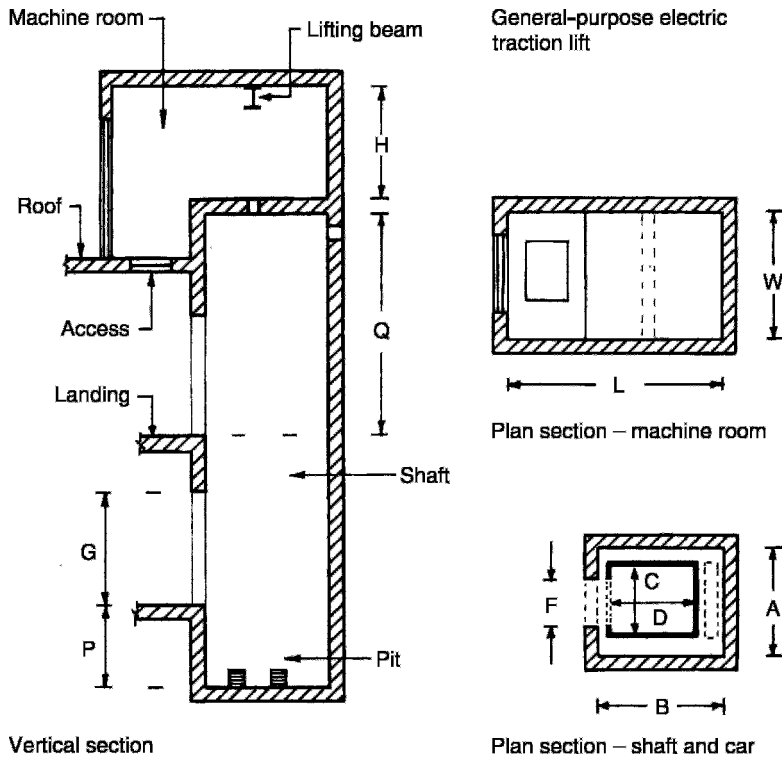 Machine room
Lifting beam
General-purpose electric
traction lift
H
Roof
Access
Q
W
L
Landing
Plan section – machine room
Shaft
G
P
F
C
D
A
Pit
B
Vertical section
Plan section – shaft and car